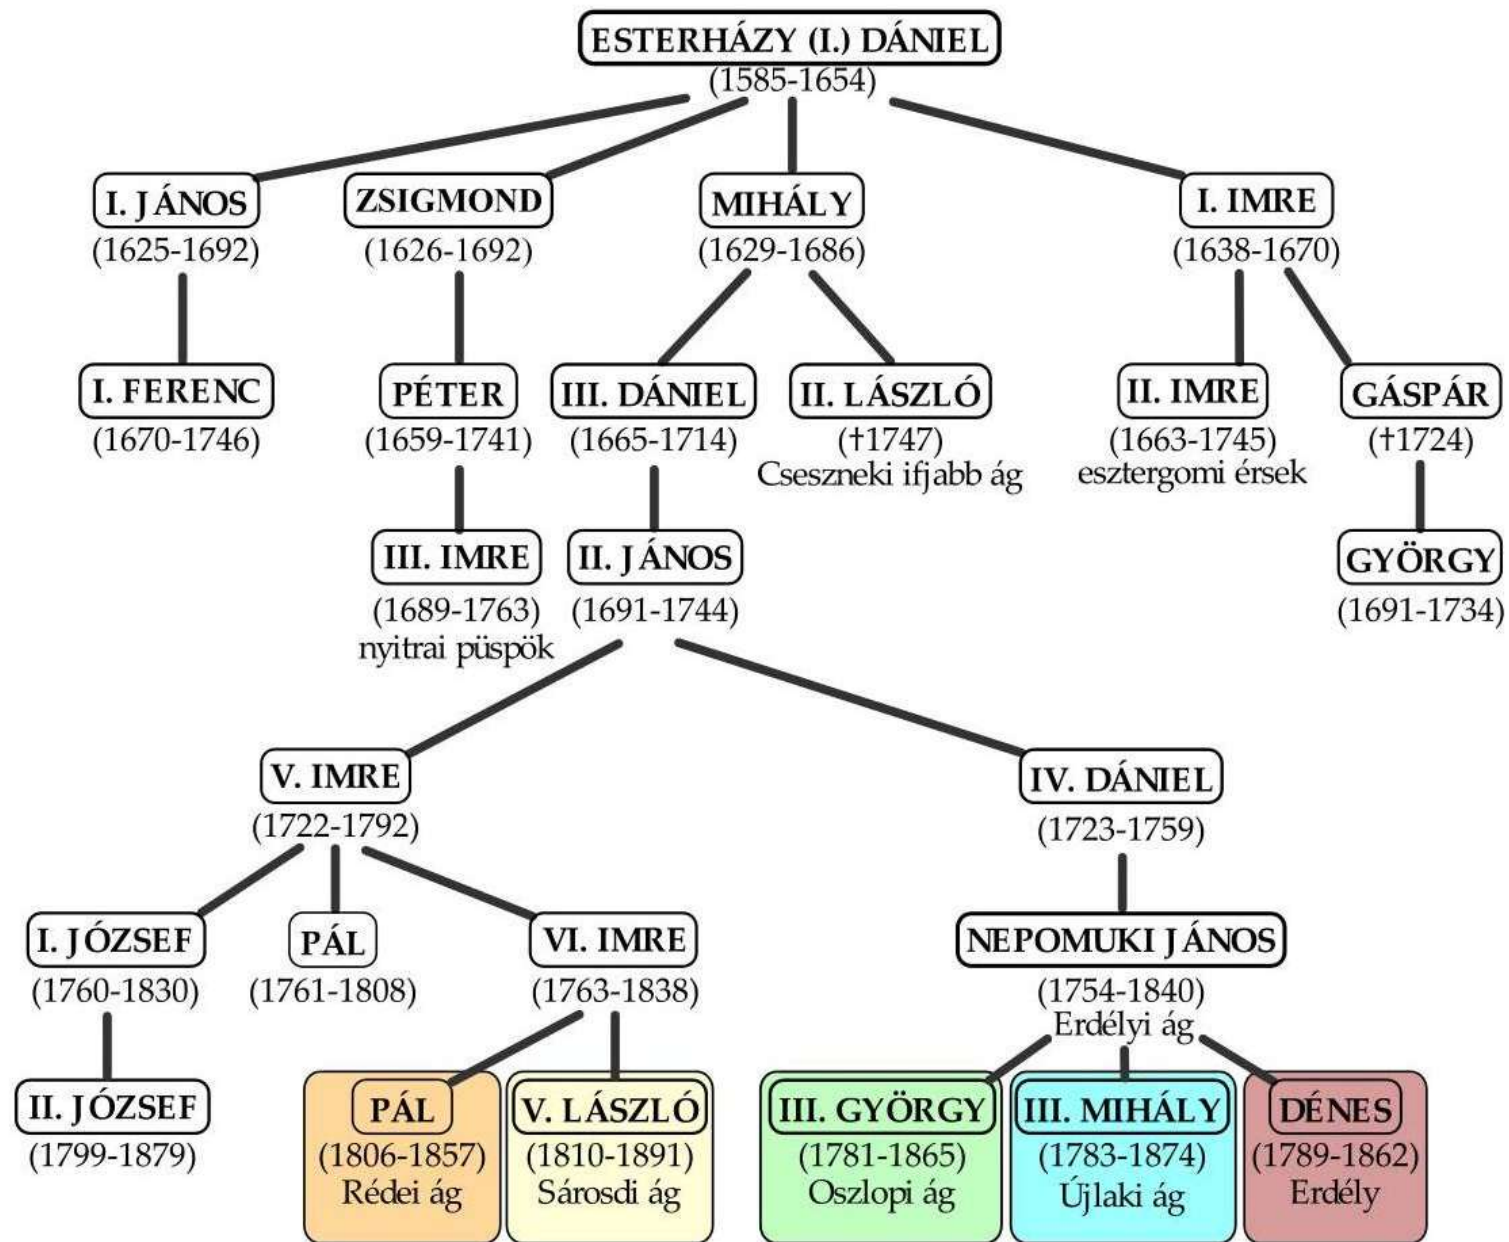 ESTERHÁZY (I.) DÁNIEL
(1585-1654)
I. JÁNOS
(1625-1692)
ZSIGMOND
(1626-1692)
MIHÁLY
(1629-1686)
I. IMRE
(1638-1670)
I. FERENC
(1670-1746)
PÉTER
(1659-1741)
III. DÁNIEL
(1665-1714)
II. LÁSZLÓ
(†1747)
Cseszneki ifjabb ág
II. IMRE
(1663-1745)
esztergomi érsek
GÁSPÁR
(†1724)
III. IMRE
(1689-1763)
nyitrai püspök
II. JÁNOS
(1691-1744)
GYÖRGY
(1691-1734)
V. IMRE
(1722-1792)
IV. DÁNIEL
(1723-1759)
I. JÓZSEF
(1760-1830)
PÁL
(1761-1808)
VI. IMRE
(1763-1838)
NEPOMUKI JÁNOS
(1754-1840)
Erdélyi ág
II. JÓZSEF
(1799-1879)
PÁL
(1806-1857)
Rédei ág
V. LÁSZLÓ
(1810-1891)
Sárosdi ág
III. GYÖRGY
(1781-1865)
Oszlopi ág
III. MIHÁLY
(1783-1874)
Újlaki ág
DÉNES
(1789-1862)
Erdély